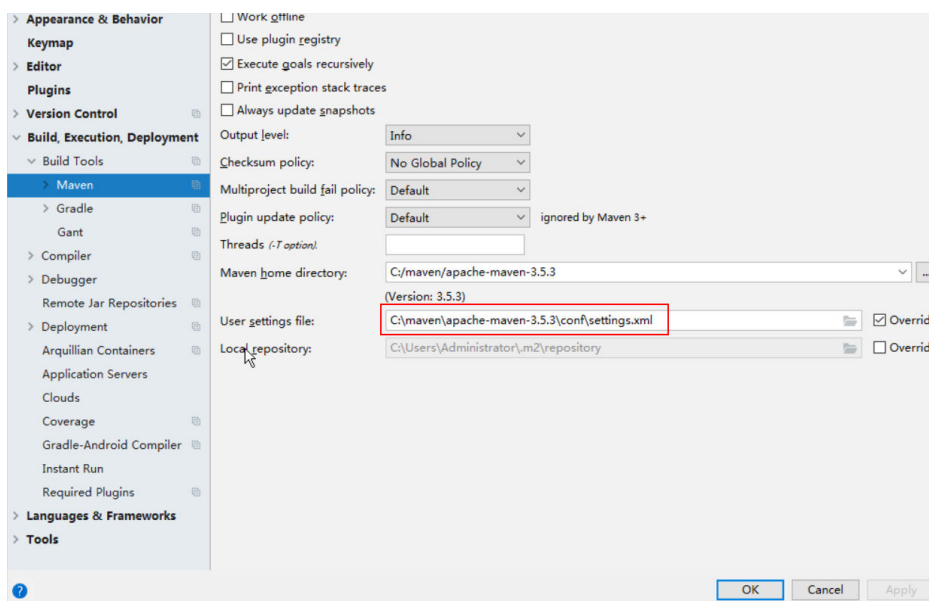 Appearance & Behavior
Keymap
Editor
Plugins
Version Control
Build, Execution, Deployment
Build Tools
Maven
Gradle
Gant
Compiler
Debugger
Remote Jar Repositories
Deployment
Arquillian Containers
Application Servers
Clouds
Coverage
Gradle-Android Compiler
Instant Run
Required Plugins
Languages & Frameworks
Tools
Work offline
Use plugin registry
Execute goals recursively
Print exception stack traces
Always update snapshots
Output level: Info
Checksum policy: No Global Policy
Multiproject build fail policy: Default
Plugin update policy: Default ignored by Maven 3+
Threads (-T option).
Maven home directory: C:/maven/apache-maven-3.5.3 ...
(Version: 3.5.3)
User settings file: C:\maven\apache-maven-3.5.3\conf\settings.xml Overrid
Local repository: C:\Users\Administrator\.m2\repository Overrid
? OK Cancel Apply